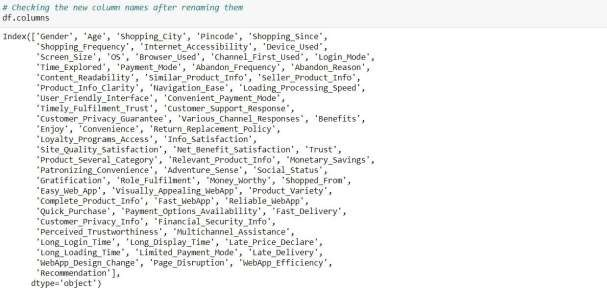 # Checking the new column names after renaming them
df.columns
Index(['Gender', 'Age', 'Shopping_City', 'Pincode', 'Shopping_Since',
'Shopping_Frequency', 'Internet_Accessibility', 'Device_Used',
'Screen_Size', 'OS', 'Browser_Used', 'Channel_First_Used', 'Login_Mode',
'Time_Explored', 'Payment_Mode', 'Abandon_Frequency', 'Abandon_Reason',
'Content_Readability', 'Similar_Product_Info', 'Seller_Product_Info',
'Product_Info_Clarity', 'Navigation_Ease', 'Loading_Processing_Speed',
'User_Friendly_Interface', 'Convenient_Payment_Mode',
'Timely_Fulfilment_Trust', 'Customer_Support_Response',
'Customer_Privacy_Guarantee', 'Various_Channel_Responses', 'Benefits',
'Enjoy', 'Convenience', 'Return_Replacement_Policy',
'Loyalty_Programs_Access', 'Info_Satisfaction',
'Site_Quality_Satisfaction', 'Net_Benefit_Satisfaction', 'Trust',
'Product_Several_Category', 'Relevant_Product_Info', 'Monetary_Savings',
'Patronizing_Convenience', 'Adventure_Sense', 'Social_Status',
'Gratification', 'Role_Fulfilment', 'Money_Worthy', 'Shopped_From',
'Easy_Web_App', 'Visually_Appealing_WebApp', 'Product_Variety',
'Complete_Product_Info', 'Fast_WebApp', 'Reliable_WebApp',
'Quick_Purchase', 'Payment_Options_Availability', 'Fast_Delivery',
'Customer_Privacy_Info', 'Financial_Security_Info',
'Perceived_Trustworthiness', 'Multichannel_Assistance',
'Long_Login_Time', 'Long_Display_Time', 'Late_Price_Declare',
'Long_Loading_Time', 'Limited_Payment_Mode', 'Late_Delivery',
'WebApp_Design_Change', 'Page_Disruption', 'WebApp_Efficiency',
'Recommendation'],
dtype='object')